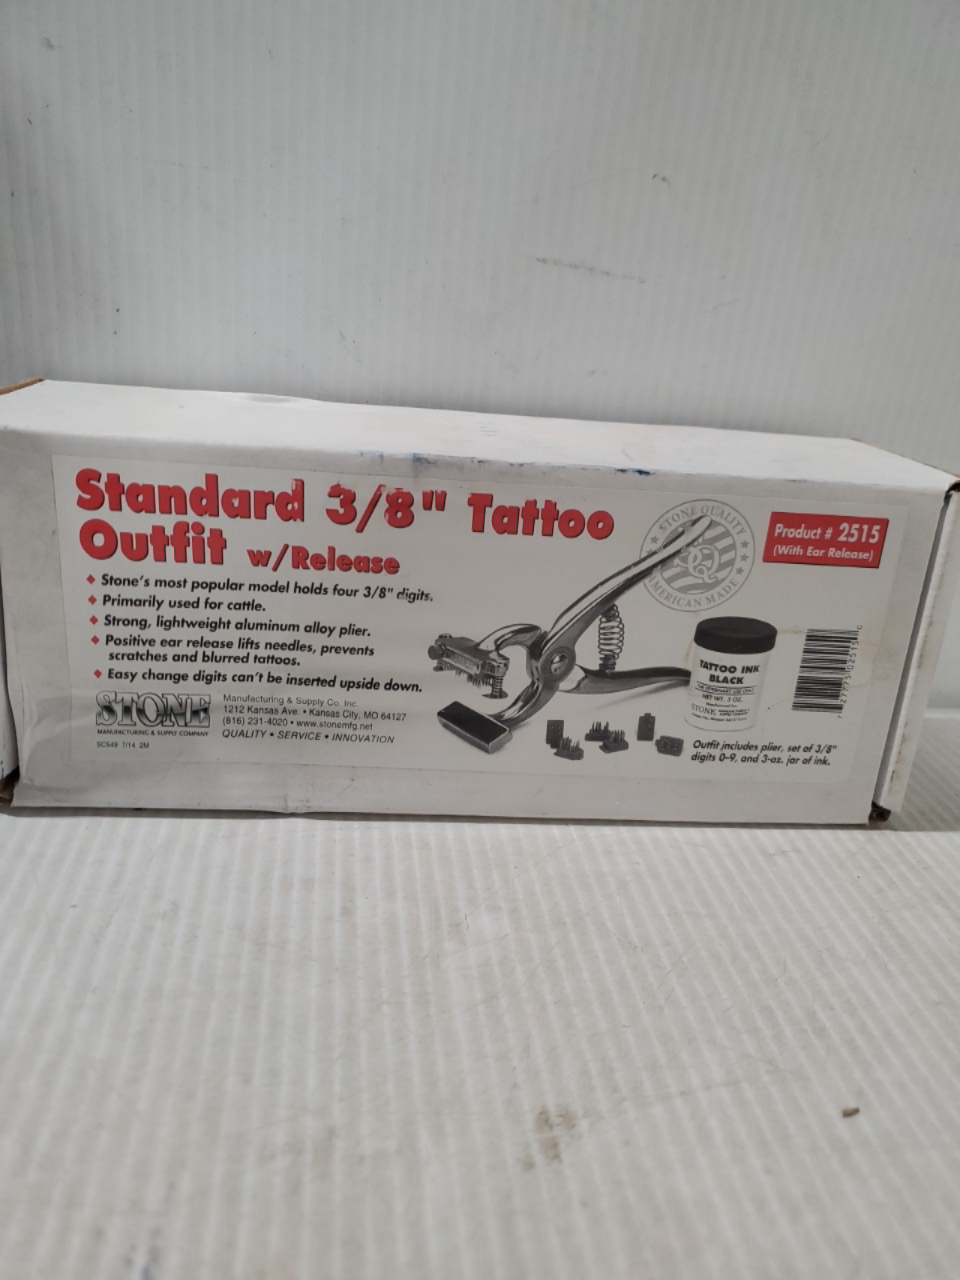 Standard 3/8" Tattoo
Outfit w/Release
Stone's most popular model holds four 3/8" digits.
Primarily used for cattle.
Strong, lightweight aluminum alloy plier.
Positive ear release lifts needles, prevents
scratches and blurred tattoos.
Easy change digits can't be inserted upside down.
STONE
MANUFACTURING & SUPPLY COMPANY
SC649 7/14 2M
Manufacturing & Supply Co. Inc.
1212 Kansas Ave. • Kansas City, MO 64127
(816) 231-4020 • www.stonemfg.net
QUALITY • SERVICE • INNOVATION
STONE QUALITY
AMERICAN MADE
Product # 2515
(With Ear Release)
TATTOO INK
BLACK
NET WT. 3 OZ.
STONE
Outfit includes plier, set of 3/8"
digits 0-9, and 3-oz. jar of ink.